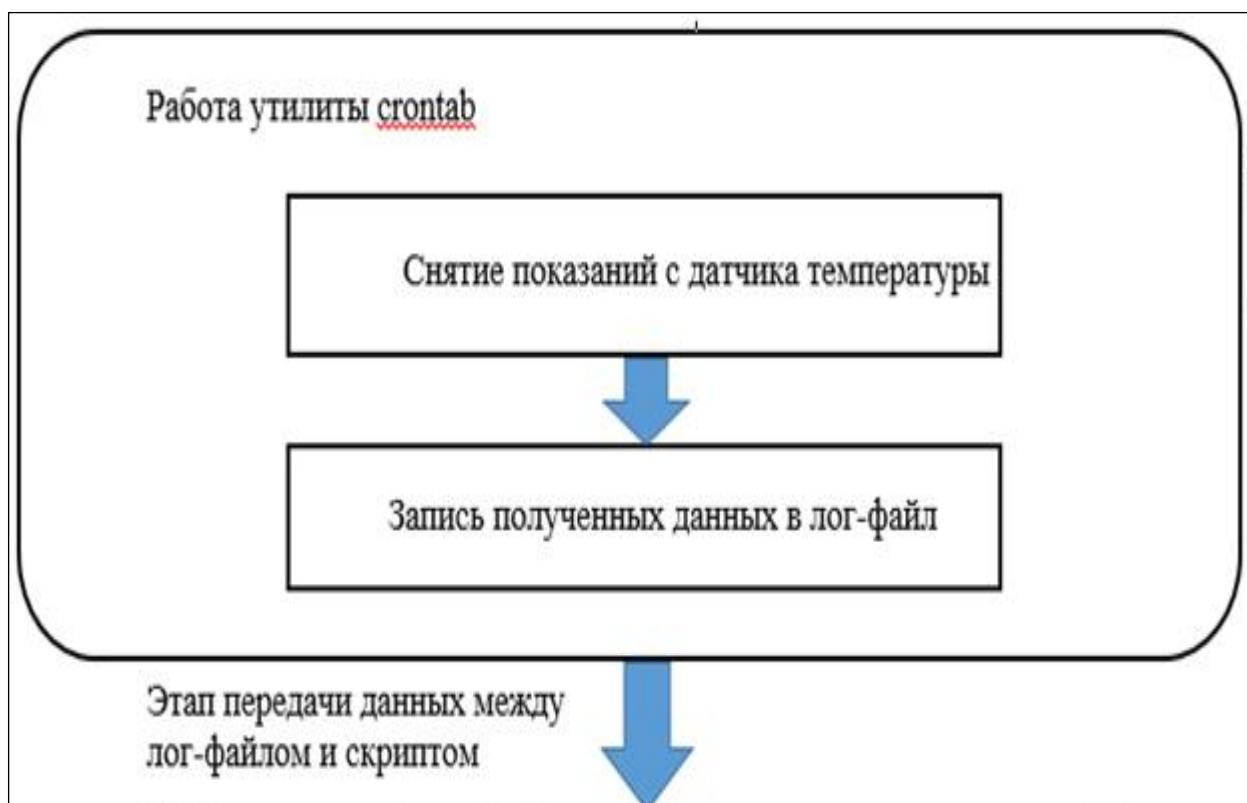 Работа утилиты crontab
Снятие показаний с датчика температуры
Запись полученных данных в лог-файл
Этап передачи данных между
лог-файлом и скриптом